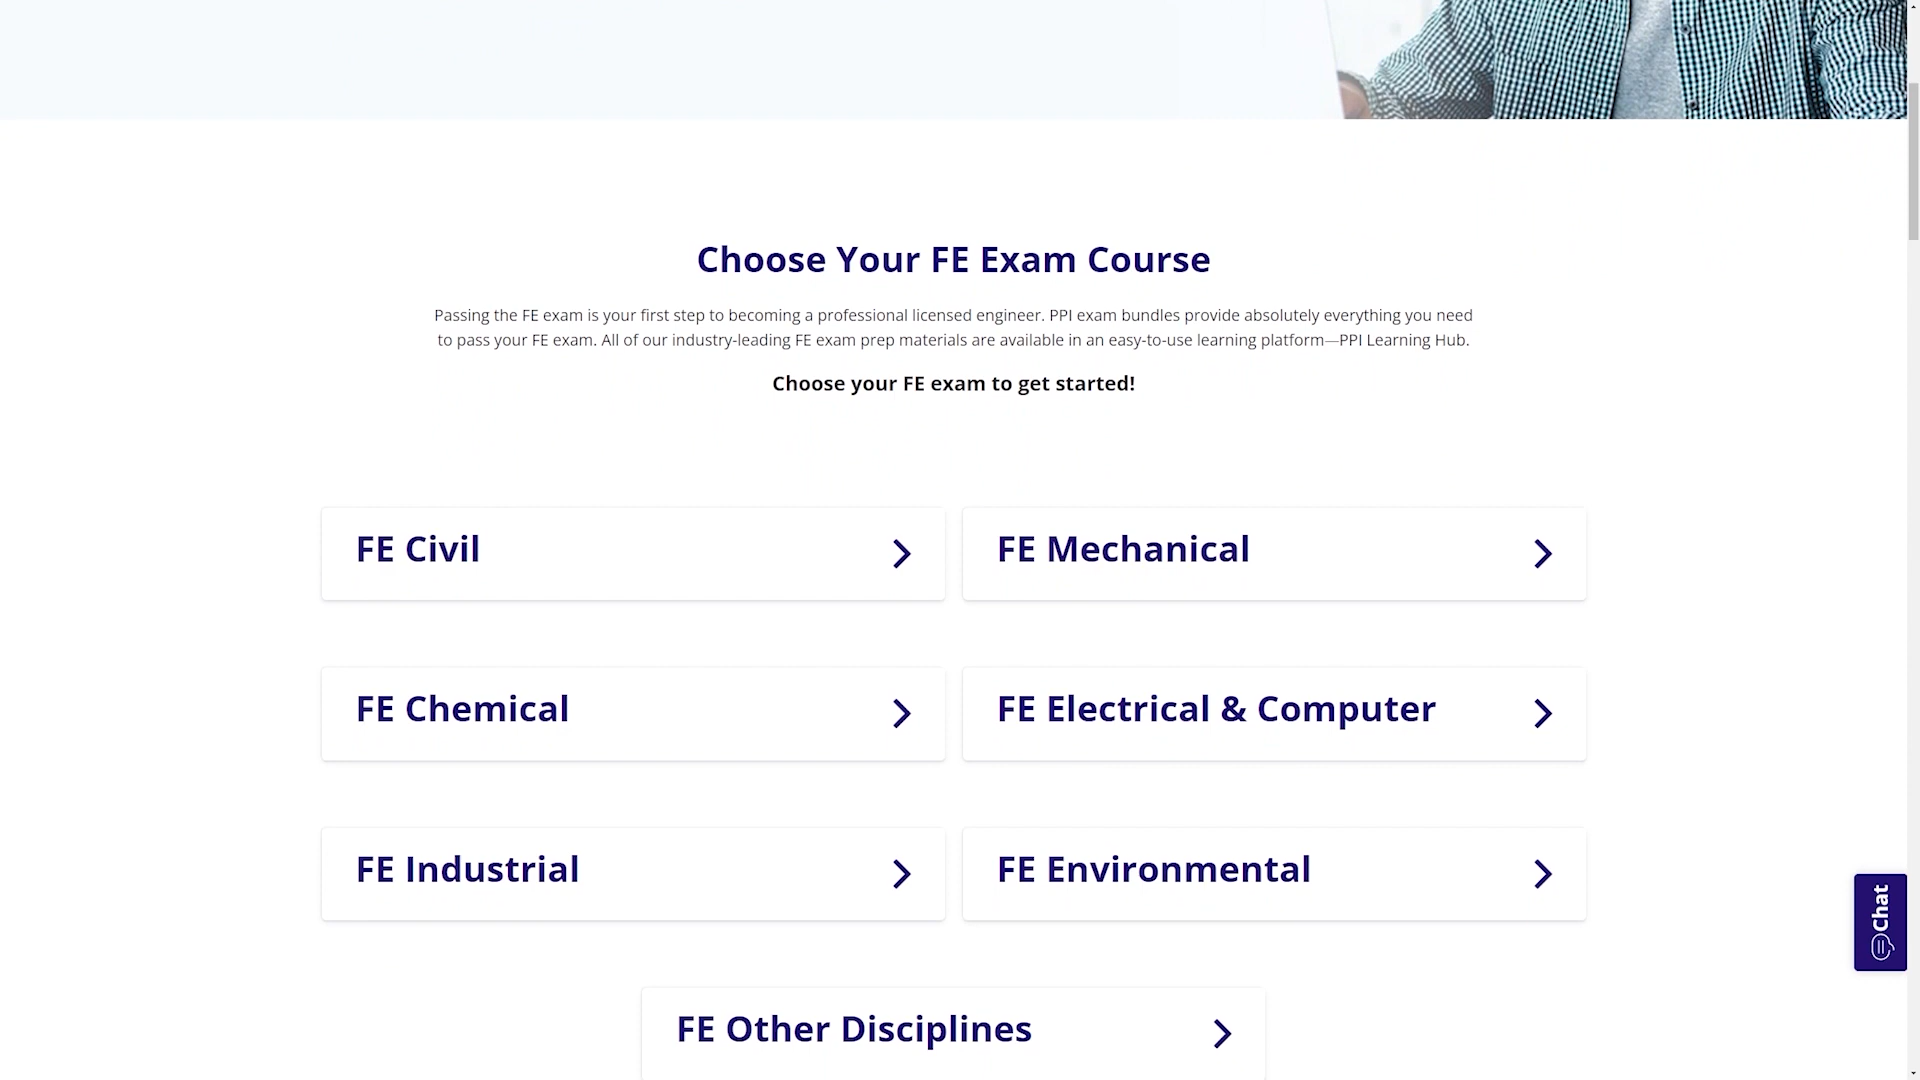 Choose Your FE Exam Course
Passing the FE exam is your first step to becoming a professional licensed engineer. PPI exam bundles provide absolutely everything you need
to pass your FE exam. All of our industry-leading FE exam prep materials are available in an easy-to-use learning platform—PPI Learning Hub.
Choose your FE exam to get started!
FE Civil
FE Mechanical
FE Chemical
FE Electrical & Computer
FE Industrial
FE Environmental
Chat
FE Other Disciplines